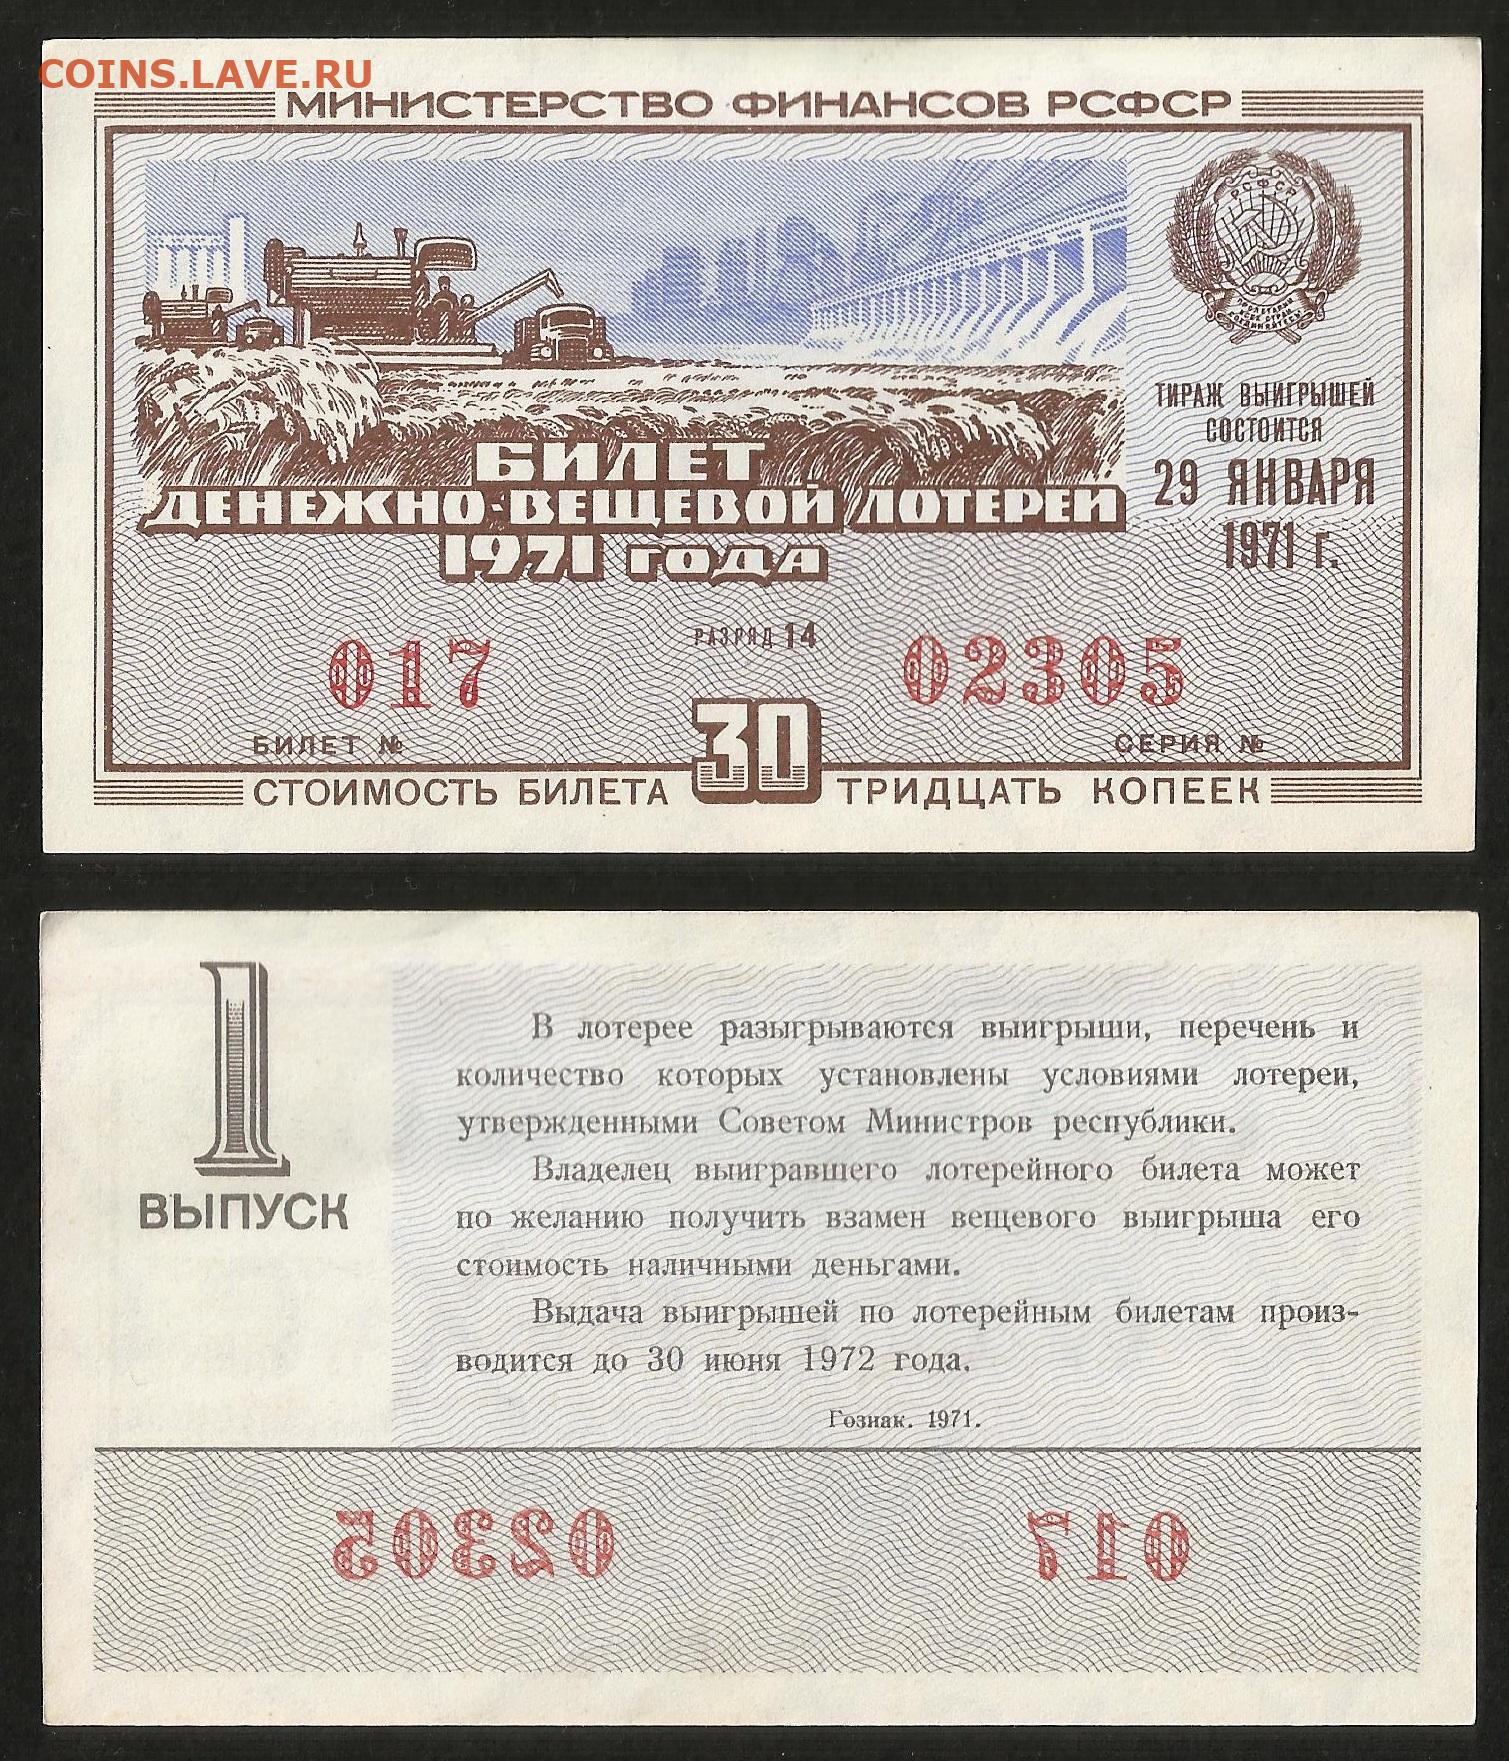 COINS.LAVE.RU
МИНИСТЕРСТВО ФИНАНСОВ РСФСР
РСФСР
ПРОЛЕТАРИИ
ВСЕХ СТРАН,
СОЕДИНЯЙТЕСЬ!
ТИРАЖ ВЫИГРЫШЕЙ
СОСТОИТСЯ
29 ЯНВАРЯ
1971 г.
БИЛЕТ
ДЕНЕЖНО-ВЕЩЕВОЙ ЛОТЕРЕИ
1971 ГОДА
РАЗРЯД 14
017 02305
БИЛЕТ № СЕРИЯ №
СТОИМОСТЬ БИЛЕТА 30 ТРИДЦАТЬ КОПЕЕК
1
ВЫПУСК
В лотерее разыгрываются выигрыши, перечень и
количество которых установлены условиями лотереи,
утвержденными Советом Министров республики.
Владелец выигравшего лотерейного билета может
по желанию получить взамен вещевого выигрыша его
стоимость наличными деньгами.
Выдача выигрышей по лотерейным билетам произ-
водится до 30 июня 1972 года.
Гознак. 1971.
02305 017